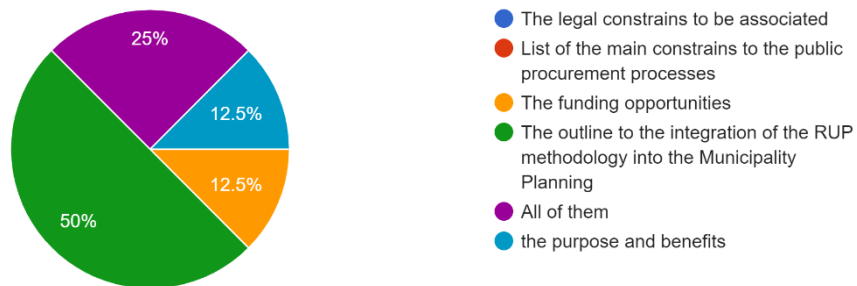 25%
12.5%
12.5%
50%
The legal constrains to be associated
List of the main constrains to the public
procurement processes
The funding opportunities
The outline to the integration of the RUP
methodology into the Municipality
Planning
All of them
the purpose and benefits